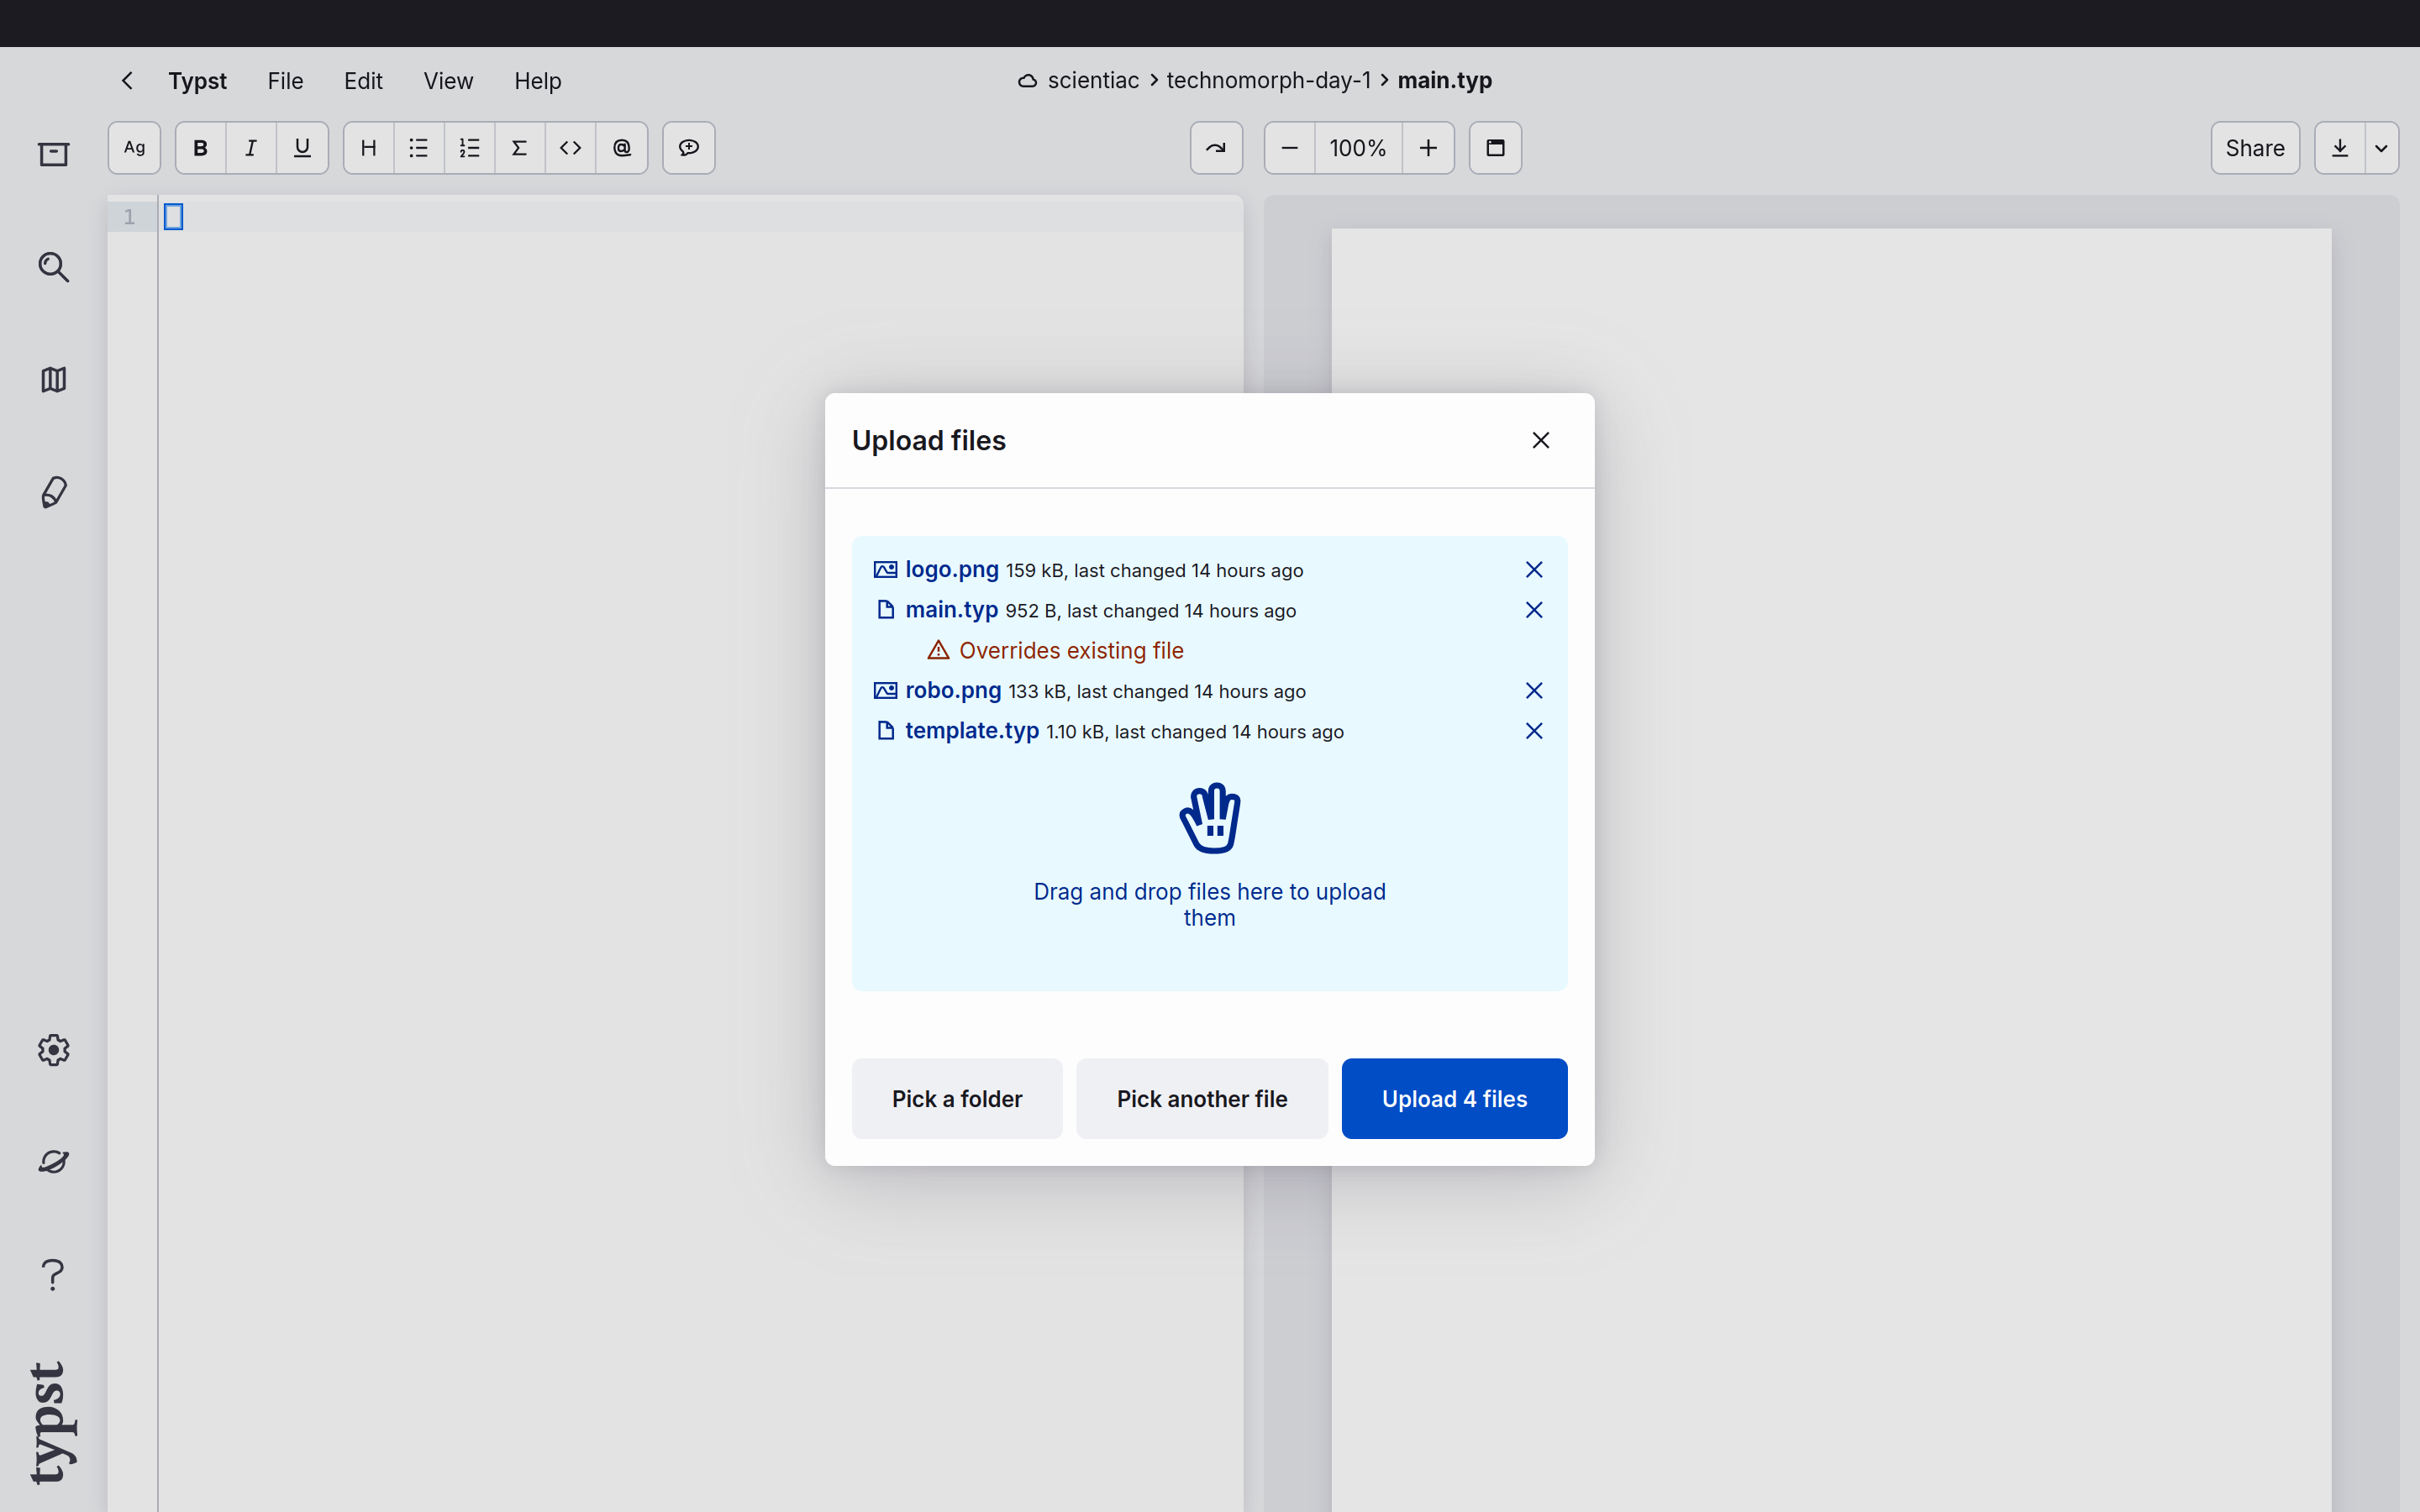 Typst File Edit View Help
scientiac > technomorph-day-1 > main.typ
Ag B I U H Σ <> @
100%
Share
1
Upload files
logo.png 159 kB, last changed 14 hours ago
main.typ 952 B, last changed 14 hours ago
Overrides existing file
robo.png 133 kB, last changed 14 hours ago
template.typ 1.10 kB, last changed 14 hours ago
Drag and drop files here to upload
them
Pick a folder
Pick another file
Upload 4 files
typst